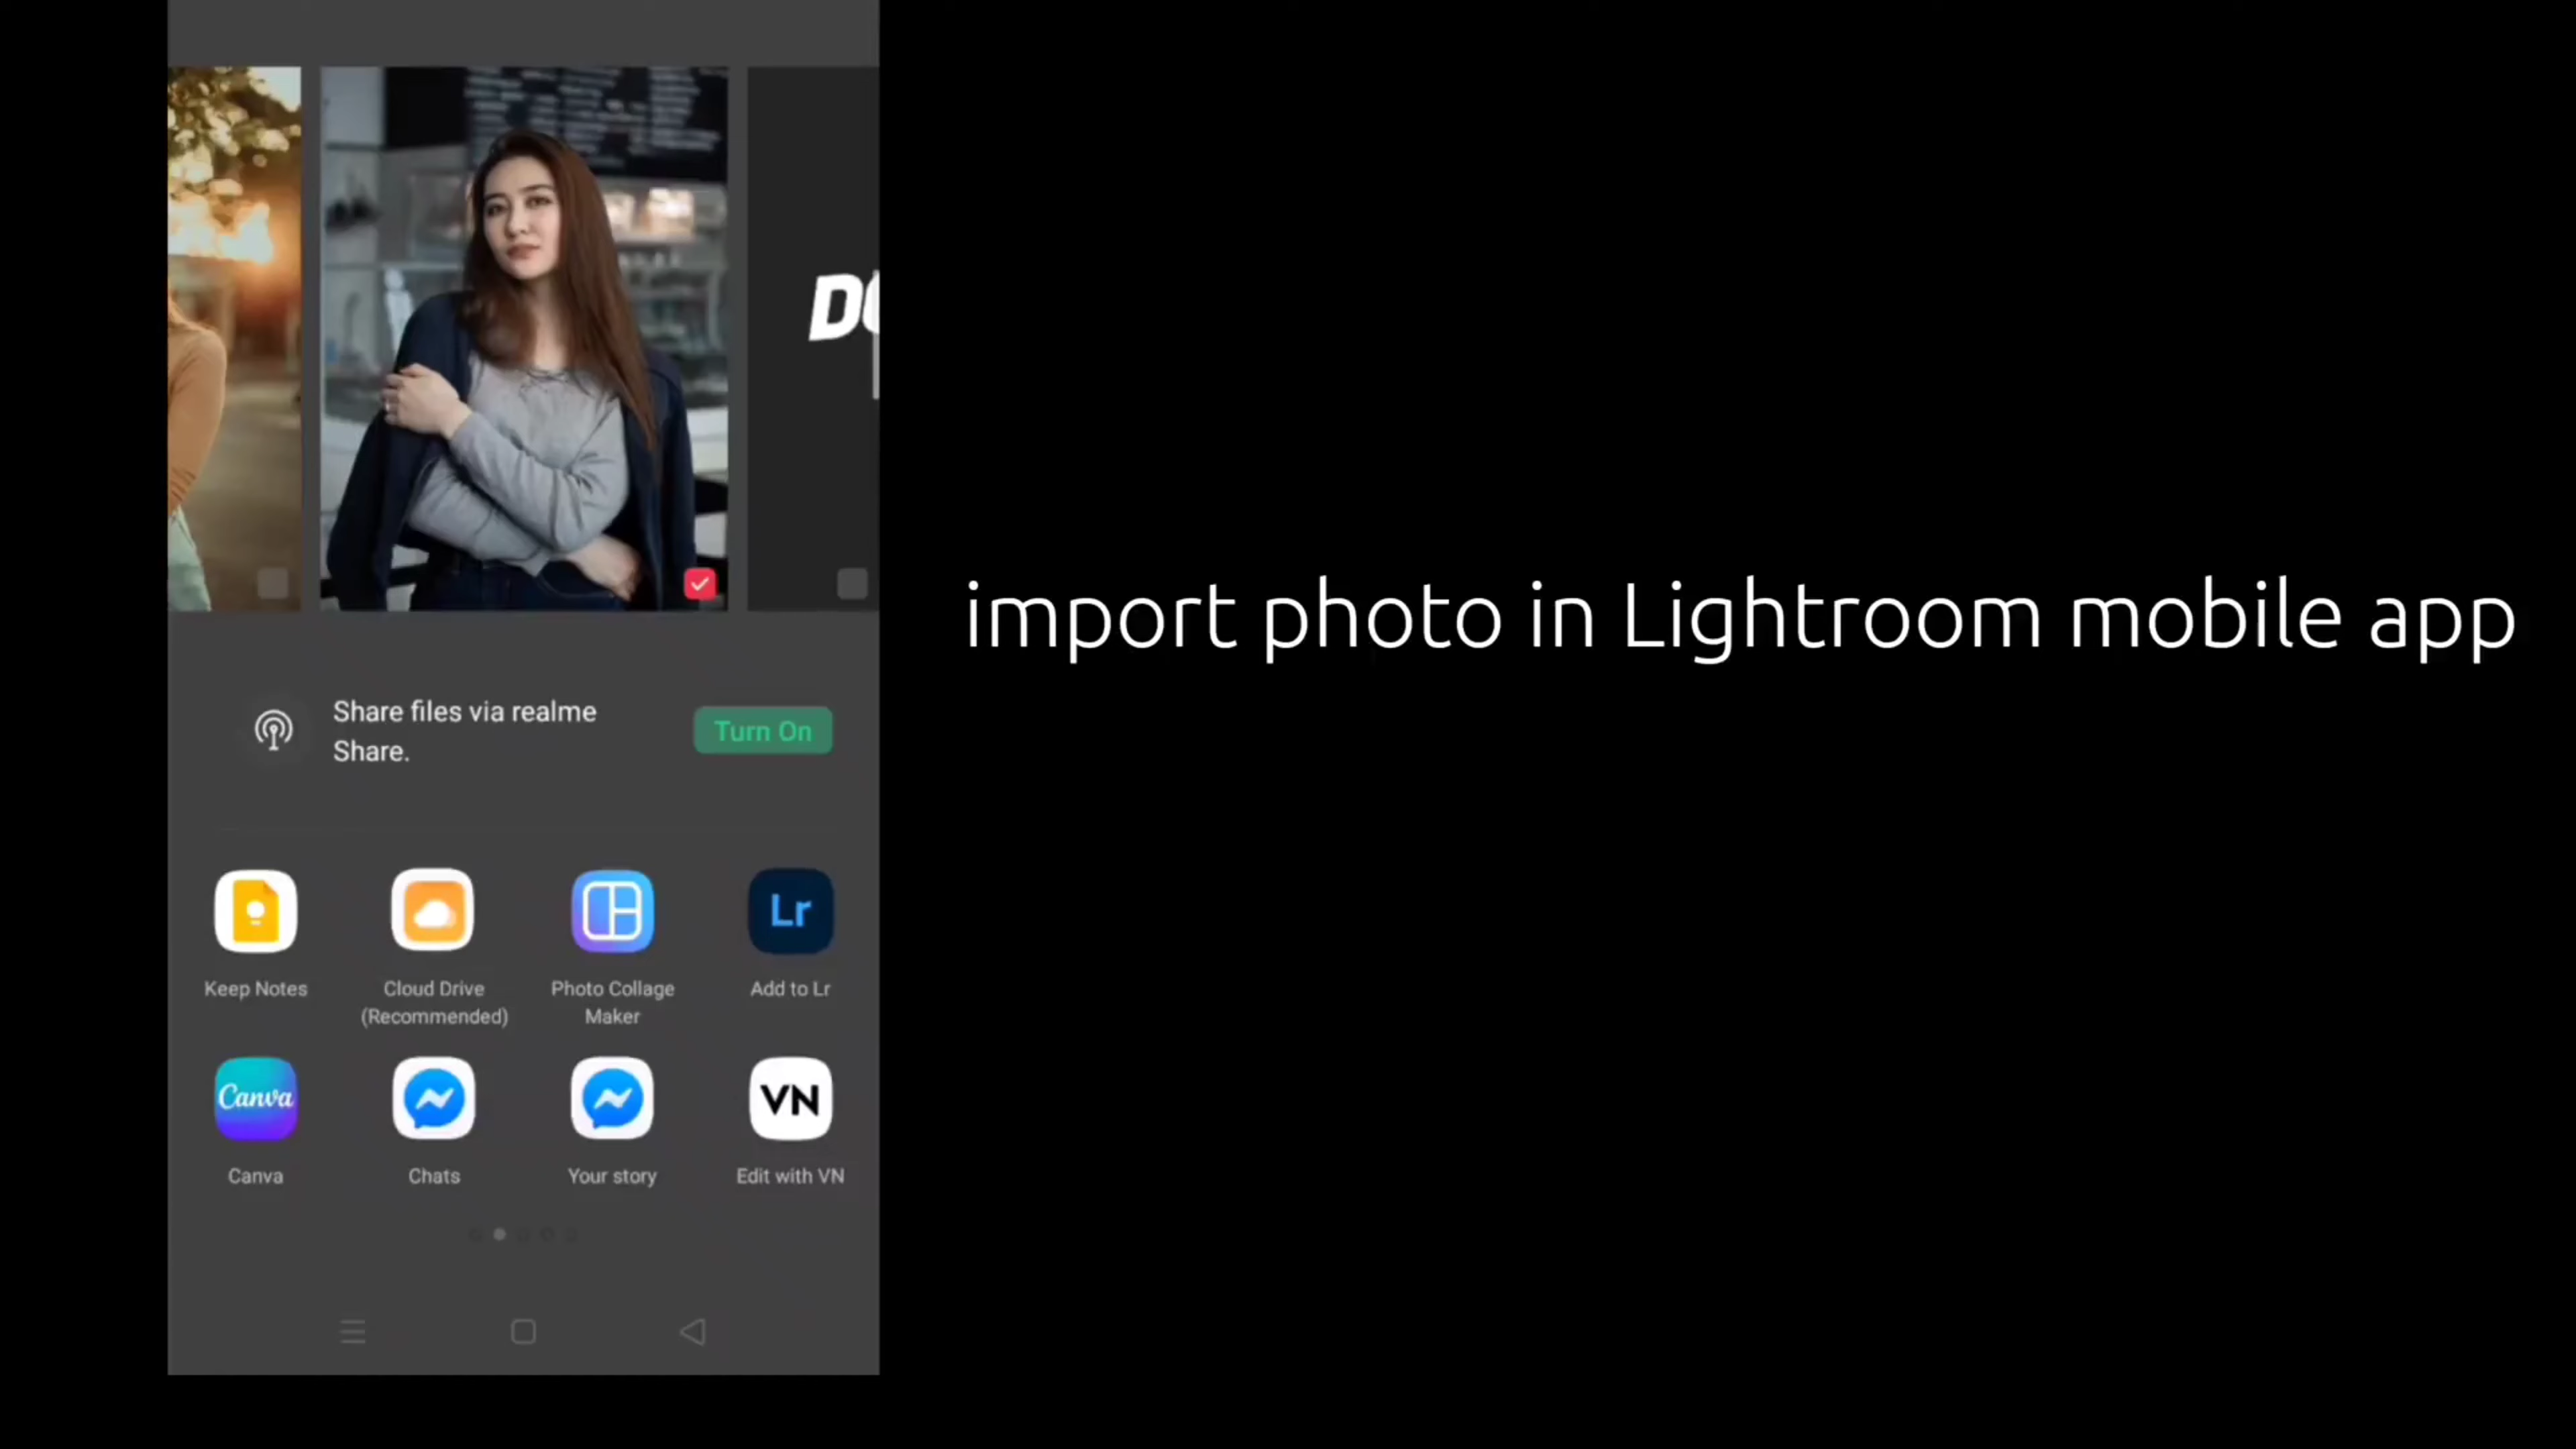 import photo in Lightroom mobile app
Share files via realme
Share.
Turn On
Lr
Keep Notes
Cloud Drive
(Recommended)
Photo Collage
Maker
Add to Lr
Canva
VN
Canva
Chats
Your story
Edit with VN